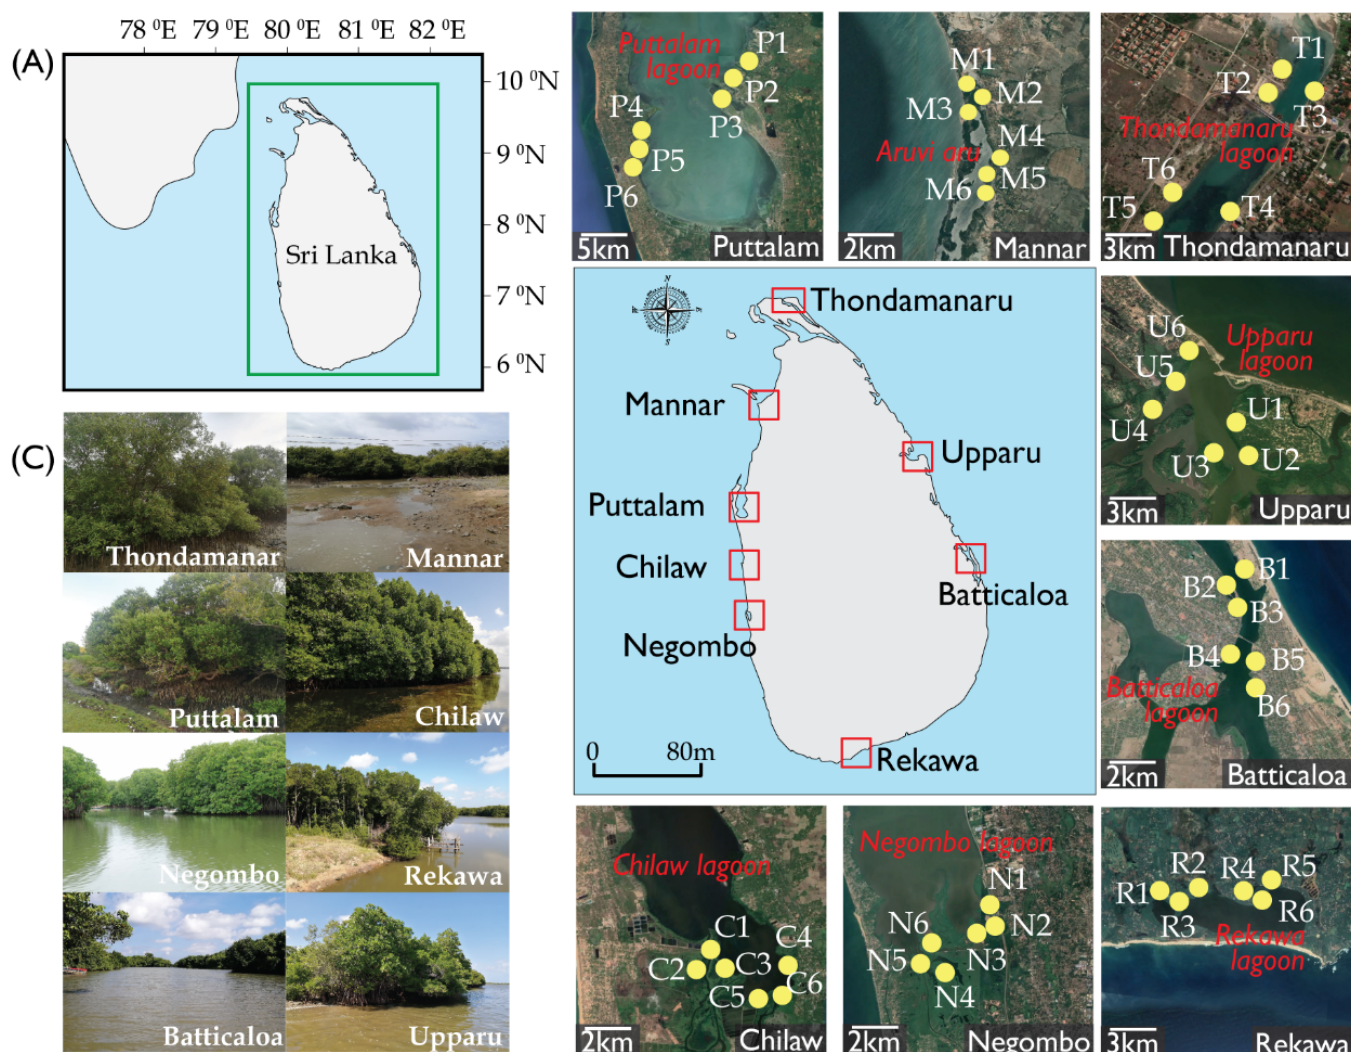 (A)
78 ⁰E
79 ⁰E
80 ⁰E
81 ⁰E
82 ⁰E
10 ⁰N
9 ⁰N
8 ⁰N
7 ⁰N
6 ⁰N
Sri Lanka
Puttalam
lagoon
P1
P2
P3
P4
P5
P6
5km
Puttalam
M1
M2
M3
M4
Aruvi aru
M5
M6
2km
Mannar
T1
T2
T3
Thondamanaru
lagoon
T6
T4
T5
3km
Thondamanaru
N
E
S
Thondamanaru
Mannar
Upparu
Puttalam
Chilaw
Batticaloa
Negombo
Rekawa
0 80m
U6
Upparu
lagoon
U5
U1
U4
U3
U2
3km
Upparu
B1
B2
B3
B4
B5
Batticaloa
lagoon
B6
2km
Batticaloa
(C)
Thondamanar
Mannar
Puttalam
Chilaw
Negombo
Rekawa
Batticaloa
Upparu
Chilaw lagoon
C1
C4
C2
C3
C5
C6
2km
Chilaw
Negombo lagoon
N1
N6
N2
N5
N3
N4
2km
Negombo
R2
R4
R5
R1
R3
R6
Rekawa
lagoon
3km
Rekawa